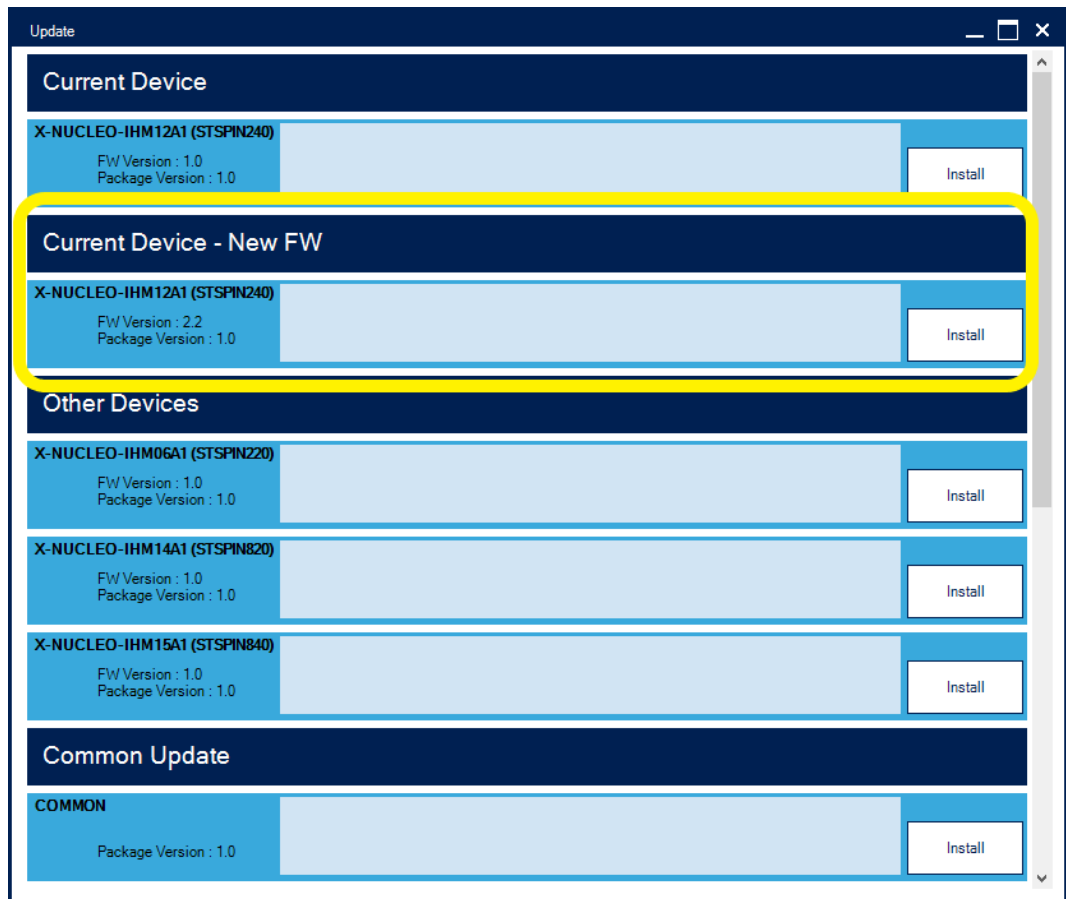 Update
Current Device
X-NUCLEO-IHM12A1 (STSPIN240)
FW Version : 1.0
Package Version : 1.0
Install
Current Device - New FW
X-NUCLEO-IHM12A1 (STSPIN240)
FW Version : 2.2
Package Version : 1.0
Install
Other Devices
X-NUCLEO-IHM06A1 (STSPIN220)
FW Version : 1.0
Package Version : 1.0
Install
X-NUCLEO-IHM14A1 (STSPIN820)
FW Version : 1.0
Package Version : 1.0
Install
X-NUCLEO-IHM15A1 (STSPIN840)
FW Version : 1.0
Package Version : 1.0
Install
Common Update
COMMON
Package Version : 1.0
Install